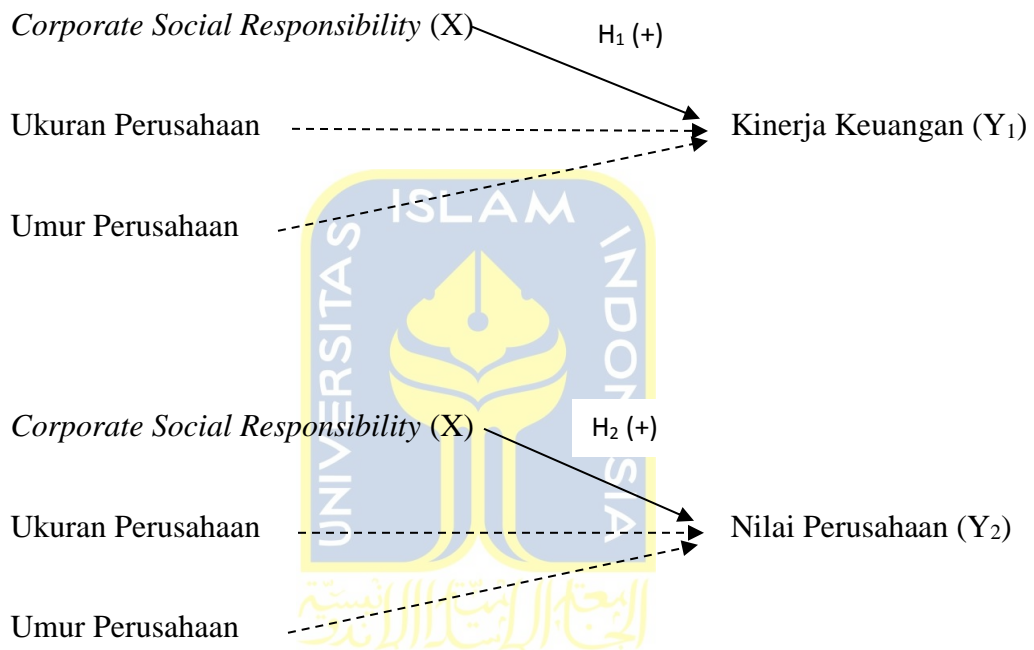 Corporate Social Responsibility (X)
H₁ (+)
Ukuran Perusahaan
Kinerja Keuangan (Y₁)
Umur Perusahaan
UNIVERSITAS
ISLAM
INDONESIA
Corporate Social Responsibility (X)
H₂ (+)
Ukuran Perusahaan
Nilai Perusahaan (Y₂)
Umur Perusahaan